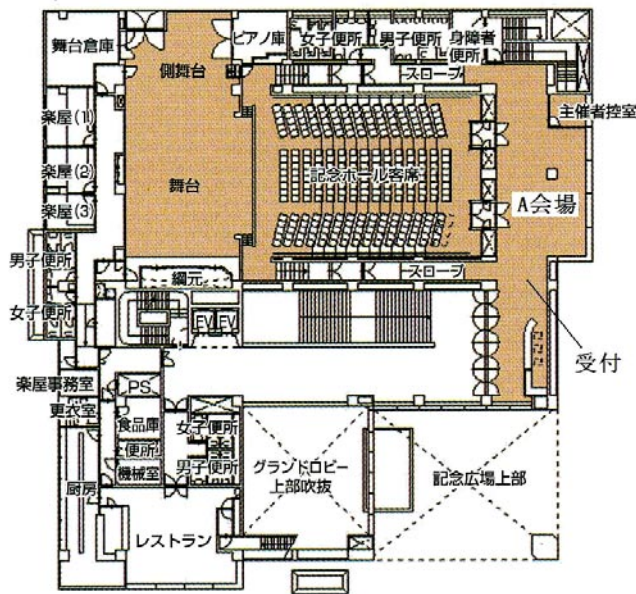 舞台倉庫
側舞台
ピアノ庫
女子便所
男子便所
身障者
便所
スロープ
主催者控室
楽屋(1)
楽屋(2)
楽屋(3)
舞台
記念ホール客席
A会場
男子便所
女子便所
綱元
スロープ
EV
EV
受付
楽屋事務室
更衣室
PS
食品庫
便所
機械室
女子便所
男子便所
厨房
グランドロビー
上部吹抜
記念広場上部
レストラン